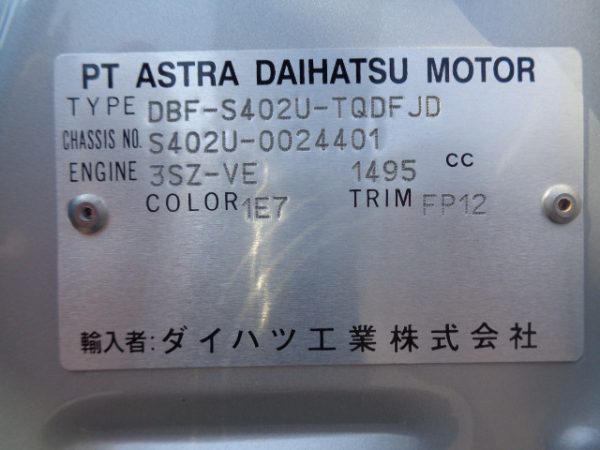 PT ASTRA DAIHATSU MOTOR
TYPE DBF-S402U-TQDFJD
CHASSIS NO. S402U-0024401
ENGINE 3SZ-VE 1495 CC
COLOR 1E7 TRIM FP12
輸入者: ダイハツ工業株式会社